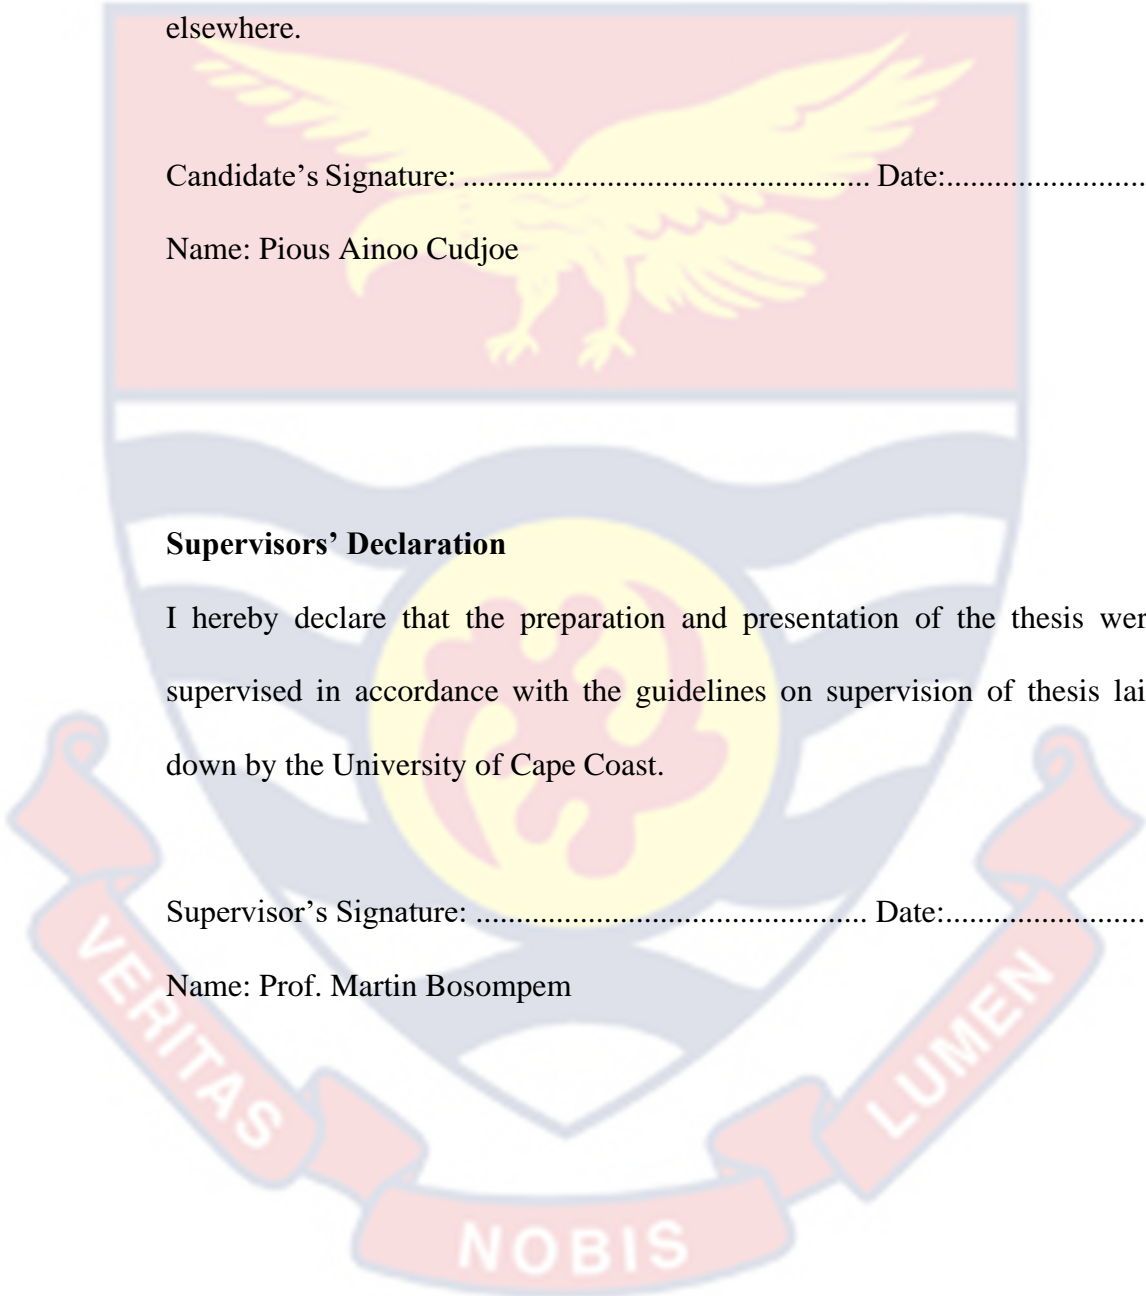 elsewhere.
Candidate's Signature: .................................................. Date:.........................
Name: Pious Ainoo Cudjoe
Supervisors' Declaration
I hereby declare that the preparation and presentation of the thesis wer
supervised in accordance with the guidelines on supervision of thesis lai
down by the University of Cape Coast.
Supervisor's Signature: ................................................ Date:.........................
Name: Prof. Martin Bosompem
VERITAS
NOBIS
LUMEN